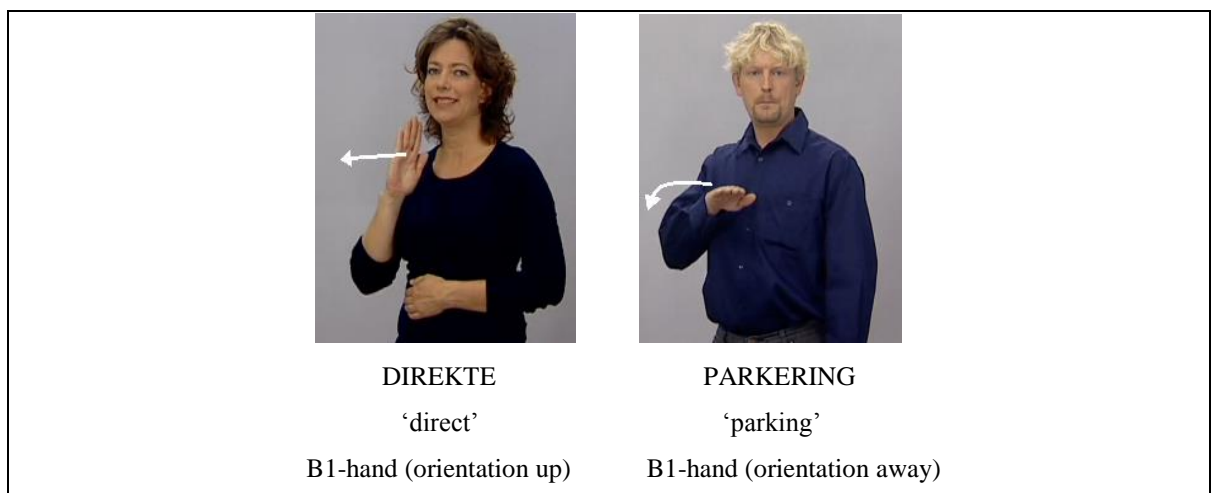 DIREKTE PARKERING
‘direct’ ‘parking’
B1-hand (orientation up) B1-hand (orientation away)